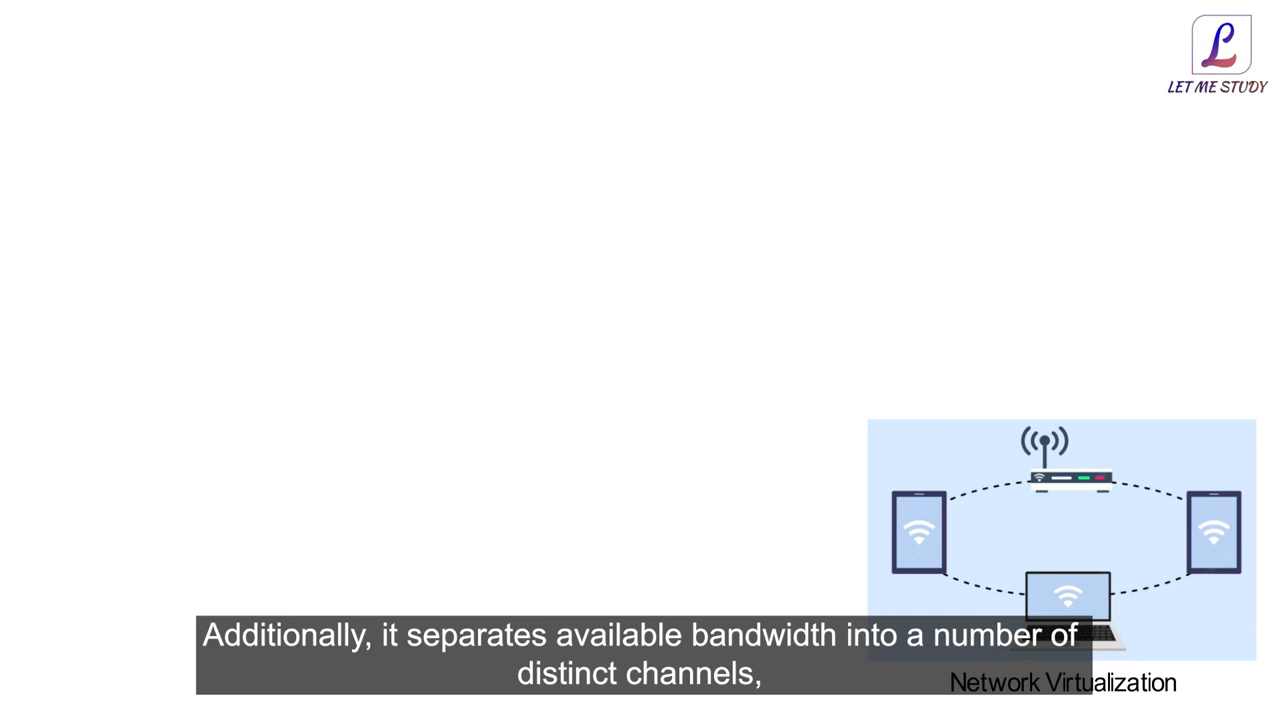 L
LET ME STUDY
Additionally, it separates available bandwidth into a number of
distinct channels,
Network Virtualization